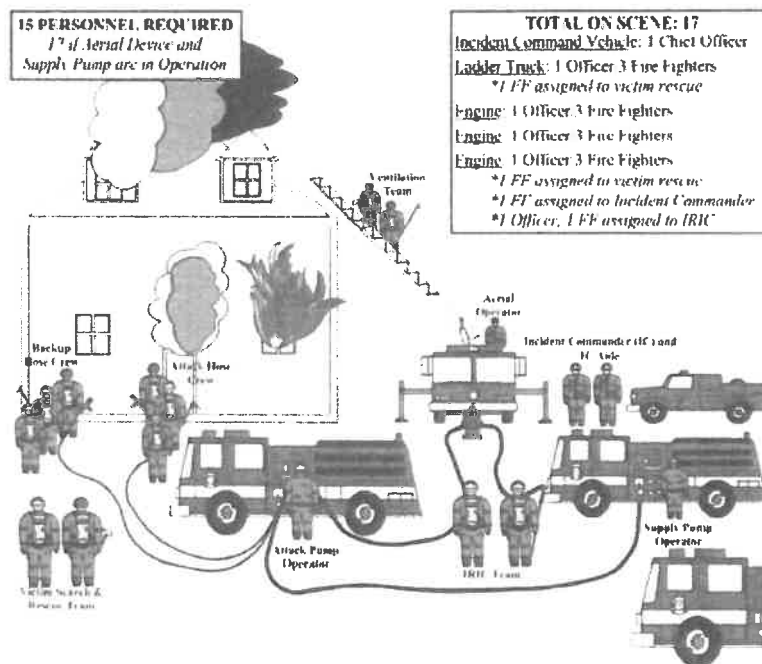 15 PERSONNEL REQUIRED
17 if Aerial Device and
Supply Pump are in Operation
TOTAL ON SCENE: 17
Incident Command Vehicle: 1 Chief Officer
Ladder Truck: 1 Officer 3 Fire Fighters
*1 FF assigned to victim rescue
Engine: 1 Officer 3 Fire Fighters
Engine: 1 Officer 3 Fire Fighters
Engine: 1 Officer 3 Fire Fighters
*1 FF assigned to victim rescue
*1 FF assigned to Incident Commander
*1 Officer, 1 FF assigned to IRIC
Ventilation
Team
Aerial
Operator
Incident Commander (IC) and
IC Aide
Backup
Hose Crew
Attack Hose
Crew
Attack Pump
Operator
IRIC Team
Supply Pump
Operator
Victim Search &
Rescue Team